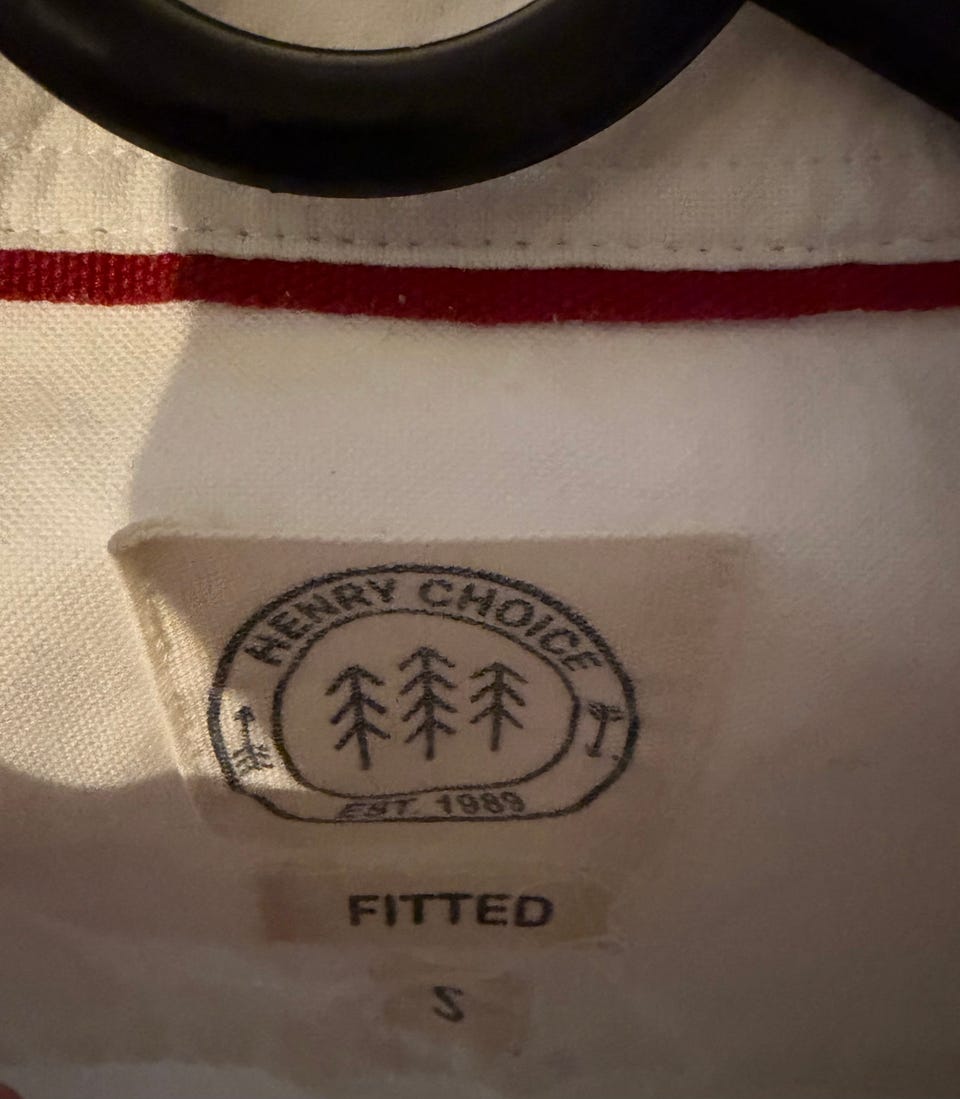 HENRY CHOICE
EST. 1989
FITTED
S